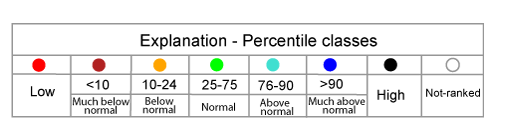 Explanation - Percentile classes
Low
<10
10-24
25-75
76-90
>90
High
Not-ranked
Much below
normal
Below
normal
Normal
Above
normal
Much above
normal